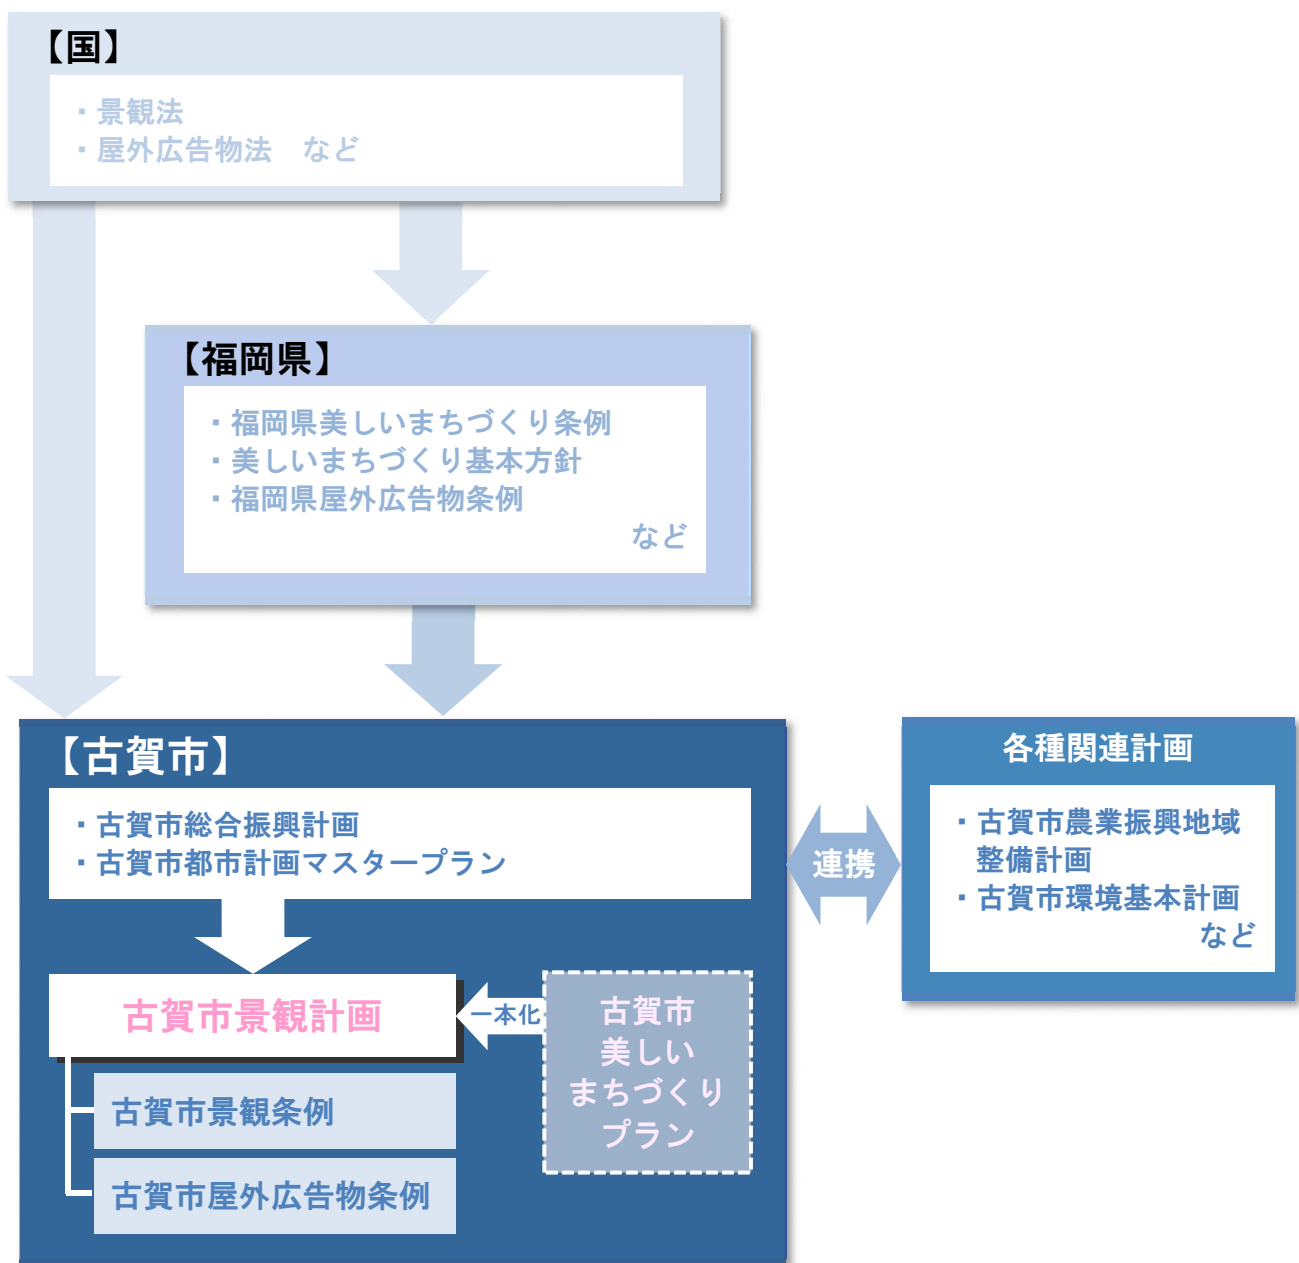 【国】
・景観法
・屋外広告物法　など
【福岡県】
・福岡県美しいまちづくり条例
・美しいまちづくり基本方針
・福岡県屋外広告物条例
など
【古賀市】
・古賀市総合振興計画
・古賀市都市計画マスタープラン
古賀市景観計画
一本化
古賀市
美しい
まちづくり
プラン
古賀市景観条例
古賀市屋外広告物条例
連携
各種関連計画
・古賀市農業振興地域
整備計画
・古賀市環境基本計画
など